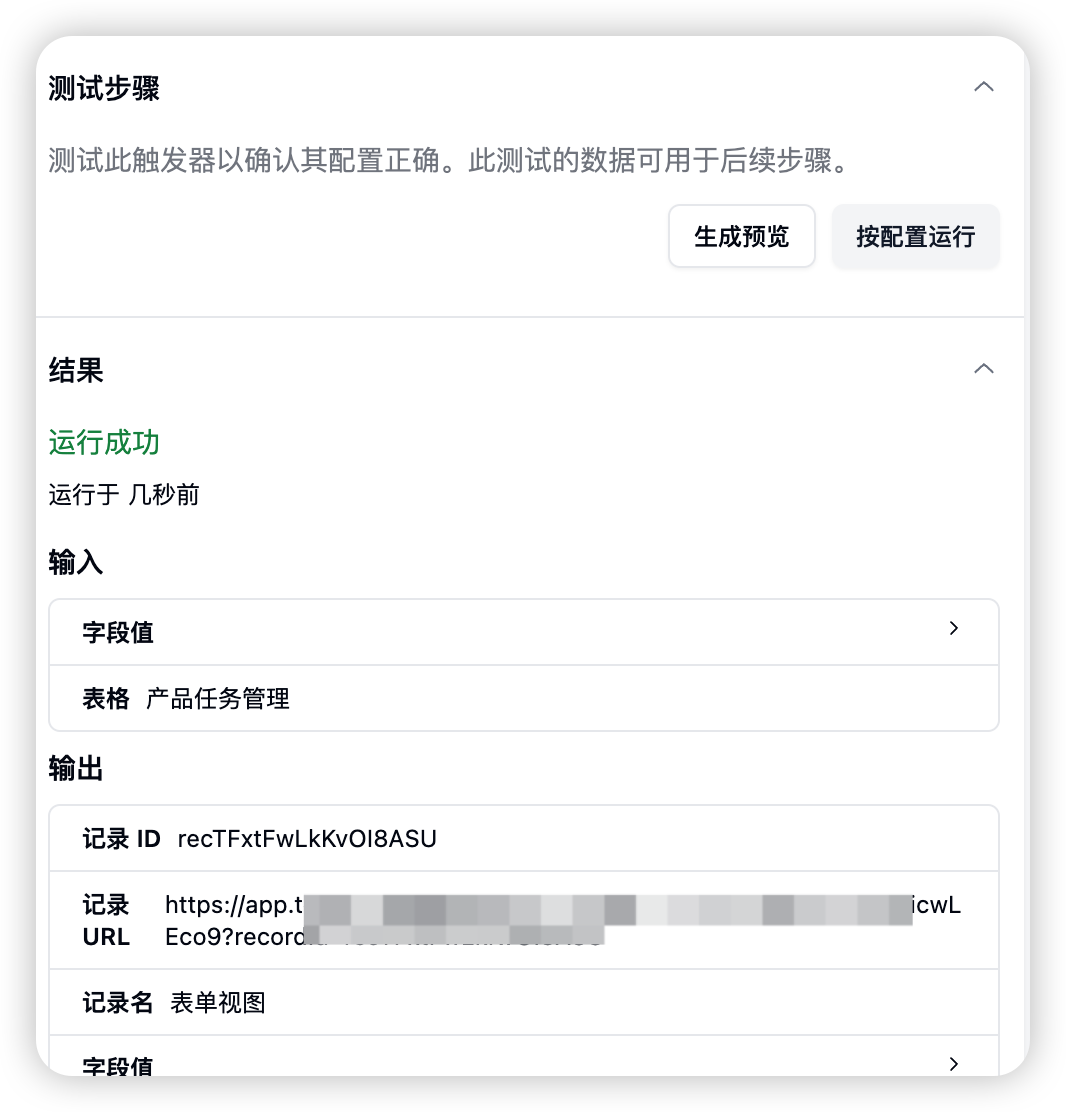 测试步骤
测试此触发器以确认其配置正确。此测试的数据可用于后续步骤。
生成预览 按配置运行
结果
运行成功
运行于 几秒前
输入
字段值
表格 产品任务管理
输出
记录 ID recTFxtFwLkKvOI8ASU
记录 https://app.t icwL
URL Eco9?record
记录名 表单视图
字段值